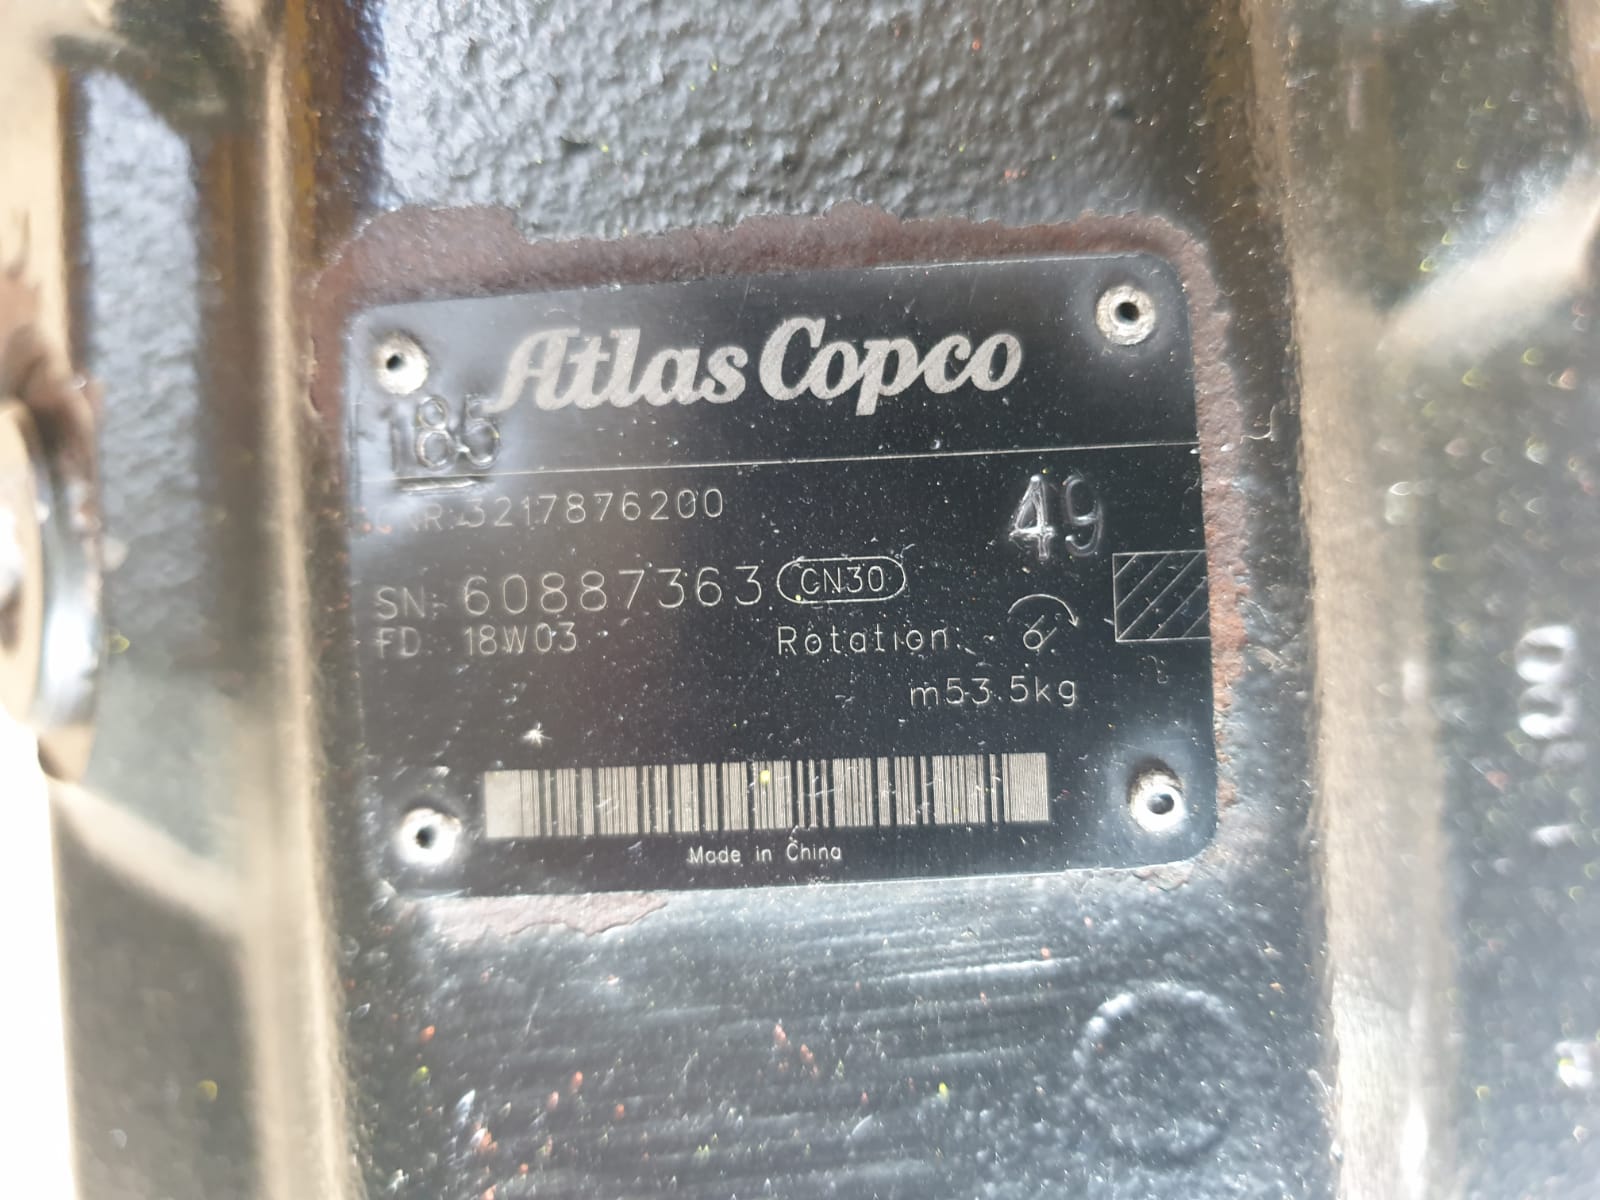 Atlas Copco
185
3217876200
49
SN: 60887363 CN30
FD: 18W03
Rotation:
m53.5kg
Made in China